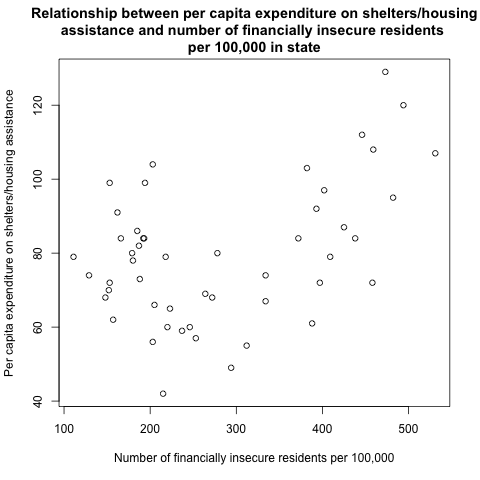 Relationship between per capita expenditure on shelters/housing
assistance and number of financially insecure residents
per 100,000 in state
Per capita expenditure on shelters/housing assistance
120
100
80
60
40
100 200 300 400 500
Number of financially insecure residents per 100,000